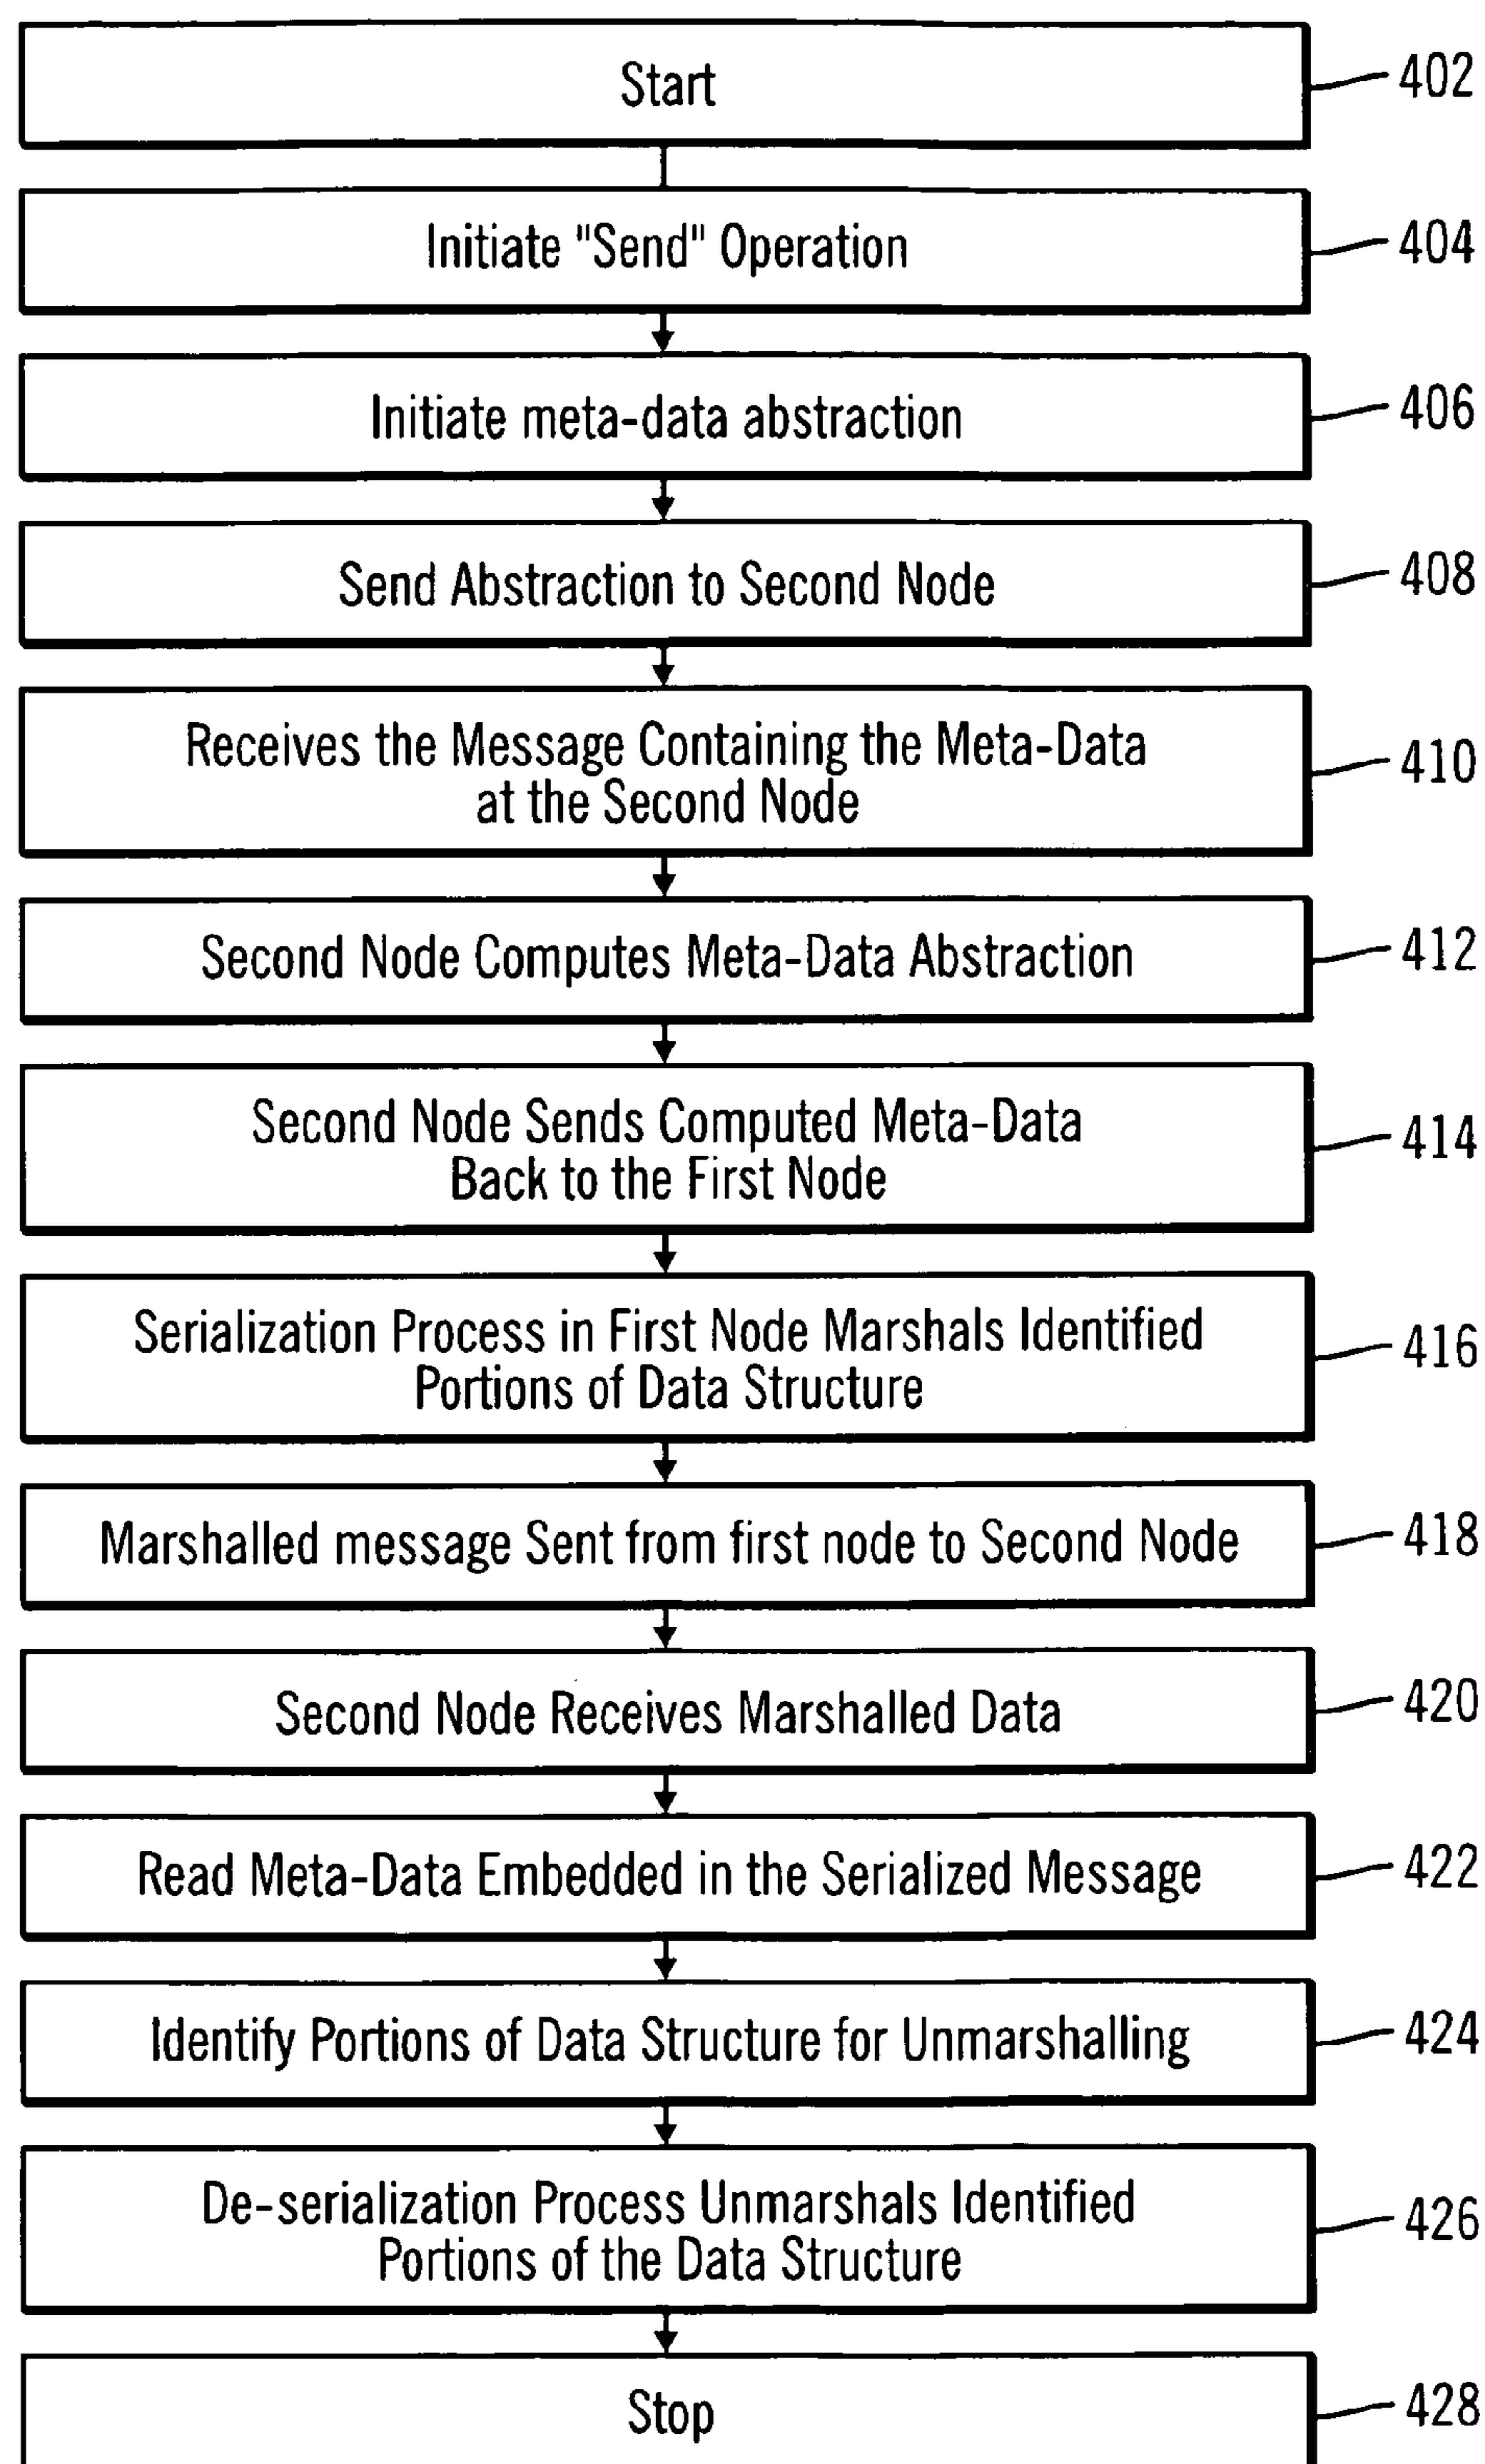 Start
402
Initiate "Send" Operation
404
Initiate meta-data abstraction
406
Send Abstraction to Second Node
408
Receives the Message Containing the Meta-Data
at the Second Node
410
Second Node Computes Meta-Data Abstraction
412
Second Node Sends Computed Meta-Data
Back to the First Node
414
Serialization Process in First Node Marshals Identified
Portions of Data Structure
416
Marshalled message Sent from first node to Second Node
418
Second Node Receives Marshalled Data
420
Read Meta-Data Embedded in the Serialized Message
422
Identify Portions of Data Structure for Unmarshalling
424
De-serialization Process Unmarshals Identified
Portions of the Data Structure
426
Stop
428